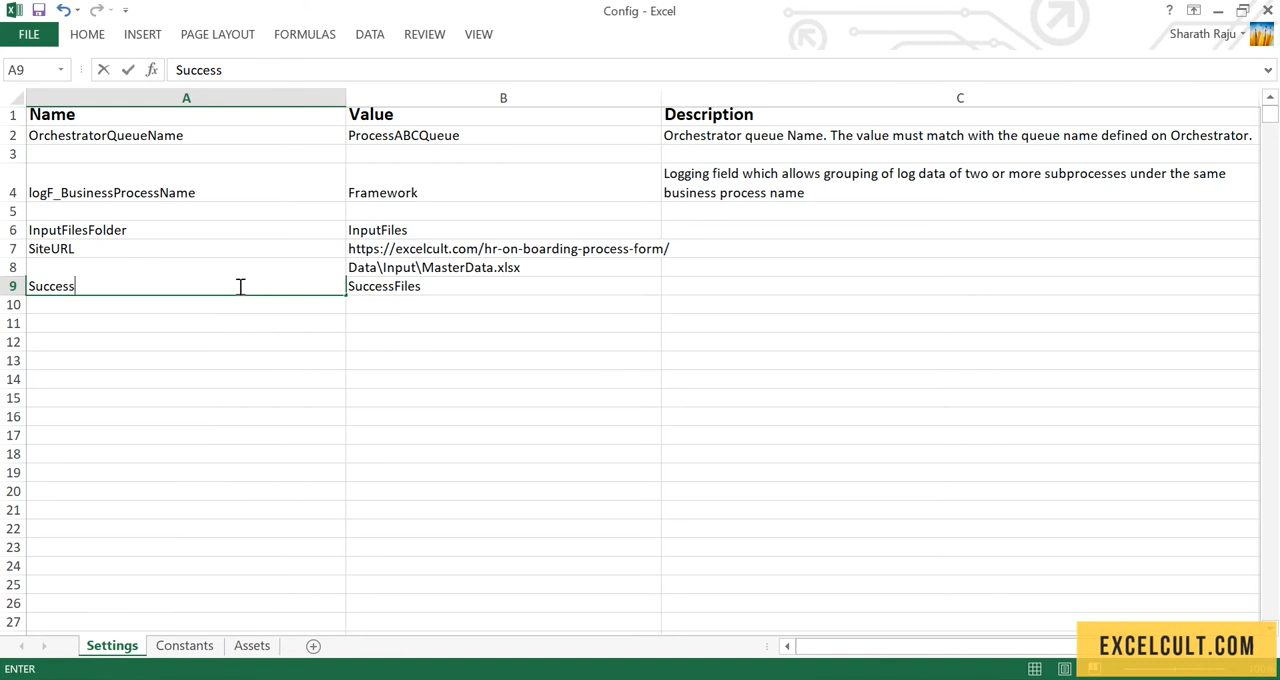 Config - Excel
?
Sharath Raju
FILE HOME INSERT PAGE LAYOUT FORMULAS DATA REVIEW VIEW
A9 fx Success
A B C
1 Name Value Description
2 OrchestratorQueueName ProcessABCQueue Orchestrator queue Name. The value must match with the queue name defined on Orchestrator.
3
Logging field which allows grouping of log data of two or more subprocesses under the same
4 logF_BusinessProcessName Framework business process name
5
6 InputFilesFolder InputFiles
7 SiteURL https://excelcult.com/hr-on-boarding-process-form/
8 Data\Input\MasterData.xlsx
9 Success SuccessFiles
10
11
12
13
14
15
16
17
18
19
20
21
22
23
24
25
26
27
Settings Constants Assets
EXCELCULT.COM
ENTER